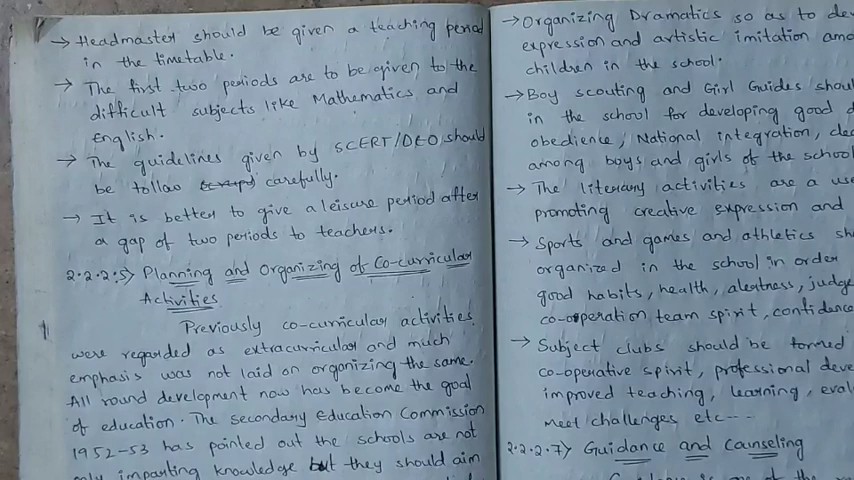 → Headmaster should be given a teaching period
in the timetable.
→ The first two periods are to be given to the
difficult subjects like Mathematics and
English.
→ The guidelines given by SCERT/DEO should
be follow carefully.
→ It is better to give a leisure period after
a gap of two periods to teachers.
2.2.2.5) Planning and Organizing of Co-curricular
Activities
Previously co-curricular activities
were regarded as extracurricular and much
emphasis was not laid on organizing the same.
All round development now has become the goal
of education. The secondary Education Commission
1952-53 has pointed out the schools are not
only imparting knowledge but they should aim
→ Organizing Dramatics so as to
expression and artistic imitation
children in the school.
→ Boy scouting and Girl Guides
in the school for developing good
obedience, National integration,
among boys and girls of the school
→ The literary activities are a
promoting creative expression and
→ Sports and games and athletics
organized in the school in order
good habits, health, alertness,
co-operation team spirit, confidence
→ Subject clubs should be formed
co-operative spirit, professional
improved teaching, learning,
meet challenges etc---
2.2.2.7) Guidance and Counseling